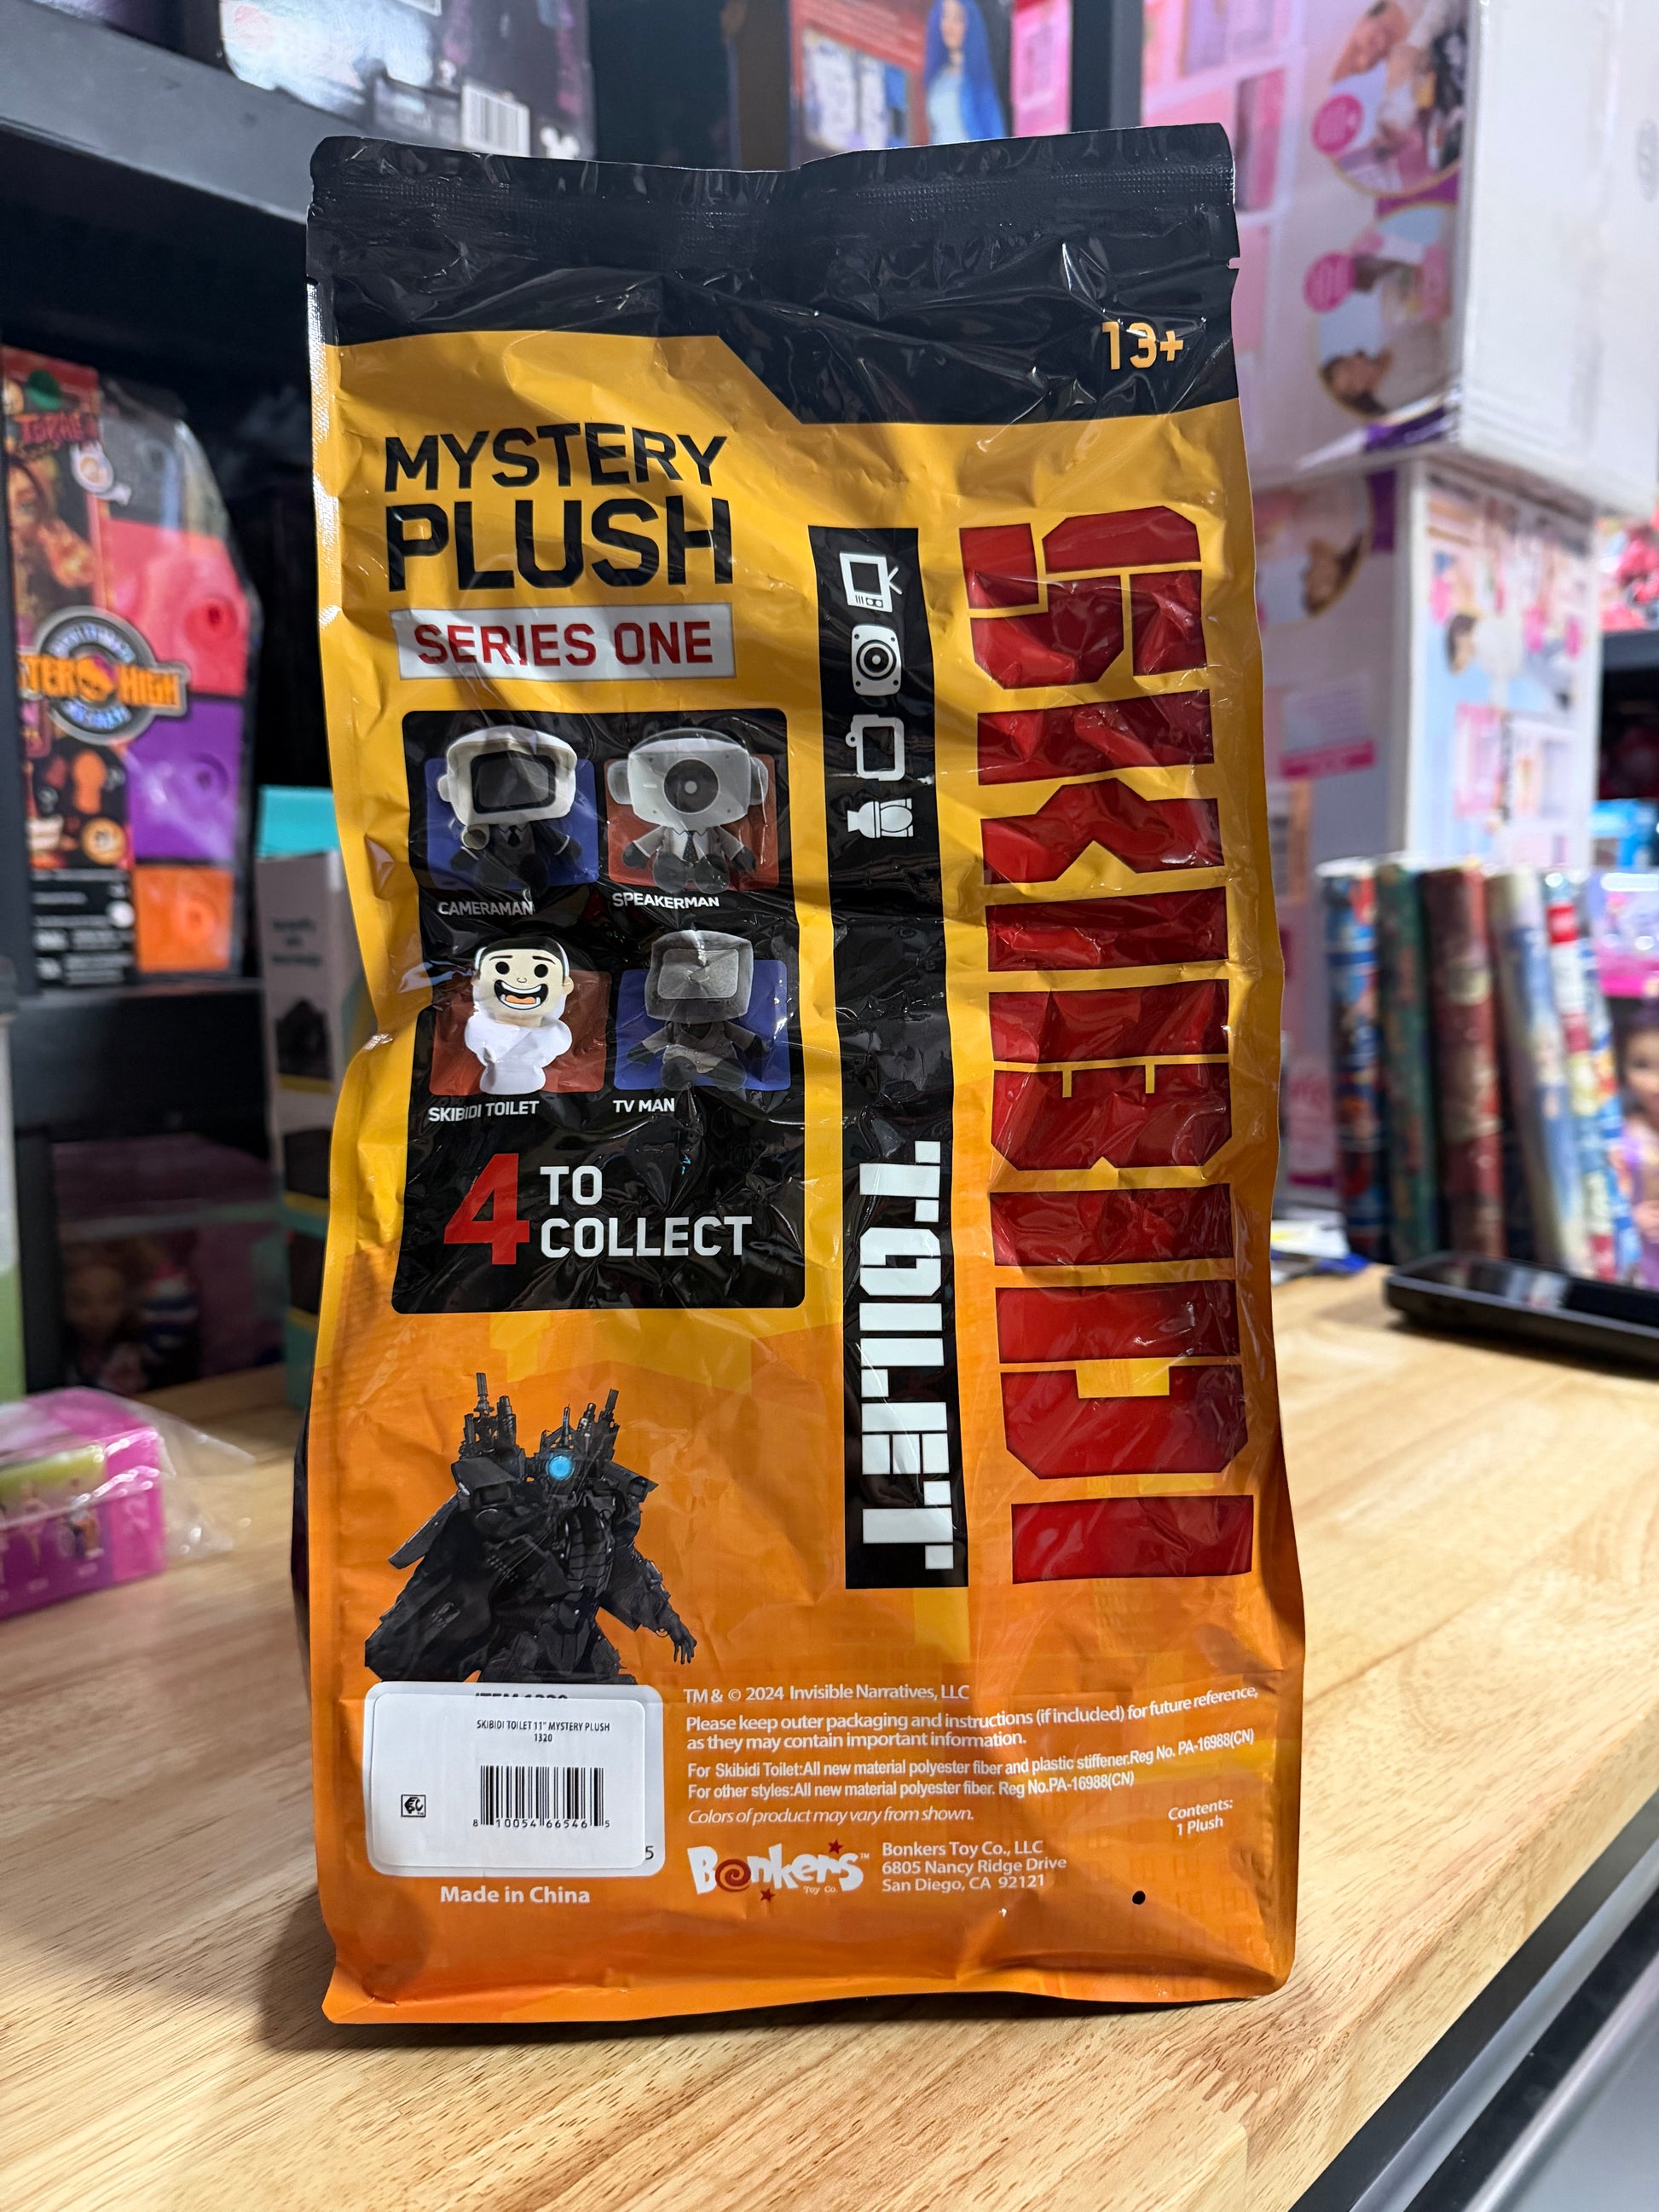 13+
MYSTERY
PLUSH
SERIES ONE
CAMERAMAN
SPEAKERMAN
SKIBIDI TOILET
TV MAN
4 TO
COLLECT
TOILET
SKIBIDI
SKIBIDI TOILET 11" MYSTERY PLUSH
1320
8 10054 66546 5
5
Made in China
TM & © 2024 Invisible Narratives, LLC
Please keep outer packaging and instructions (if included) for future reference,
as they may contain important information.
For Skibidi Toilet:All new material polyester fiber and plastic stiffener.Reg No. PA-16988(CN)
For other styles:All new material polyester fiber. Reg No.PA-16988(CN)
Colors of product may vary from shown.
Contents:
1 Plush
Bonkers™
Toy Co.
Bonkers Toy Co., LLC
6805 Nancy Ridge Drive
San Diego, CA 92121
HIGH